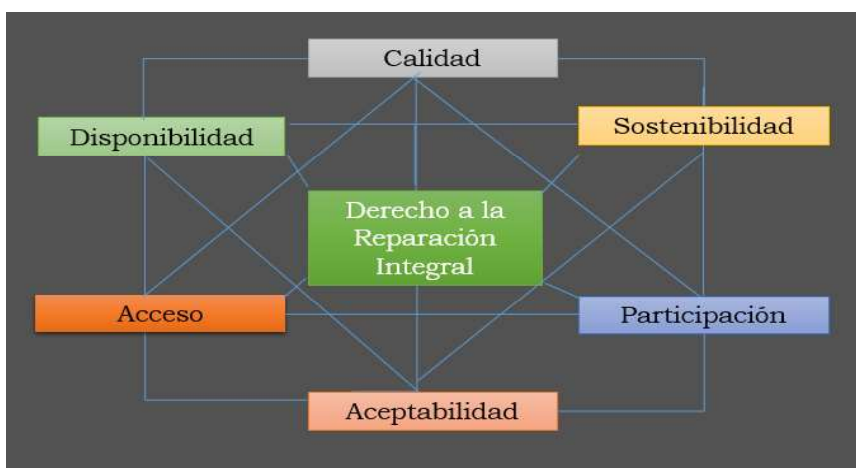 Calidad
Disponibilidad
Sostenibilidad
Derecho a la
Reparación
Integral
Acceso
Participación
Aceptabilidad